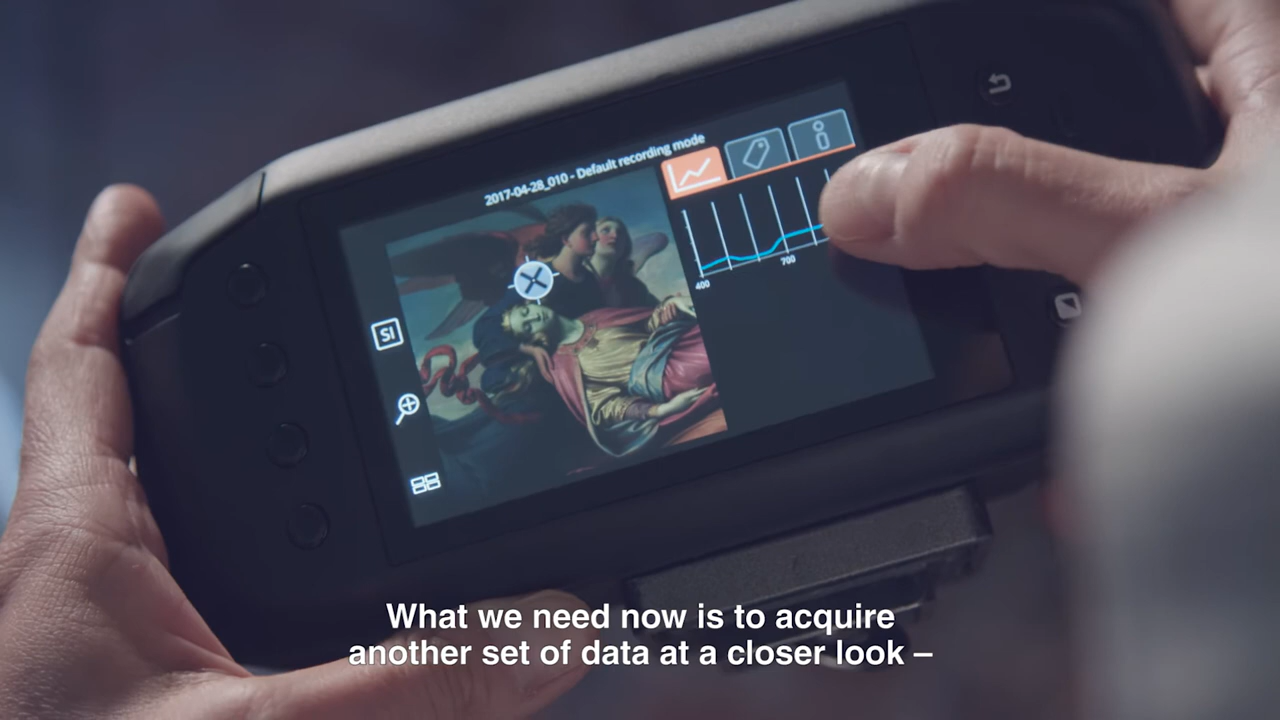 2017-04-28_010 - Default recording mode
SI
400
700
What we need now is to acquire
another set of data at a closer look –